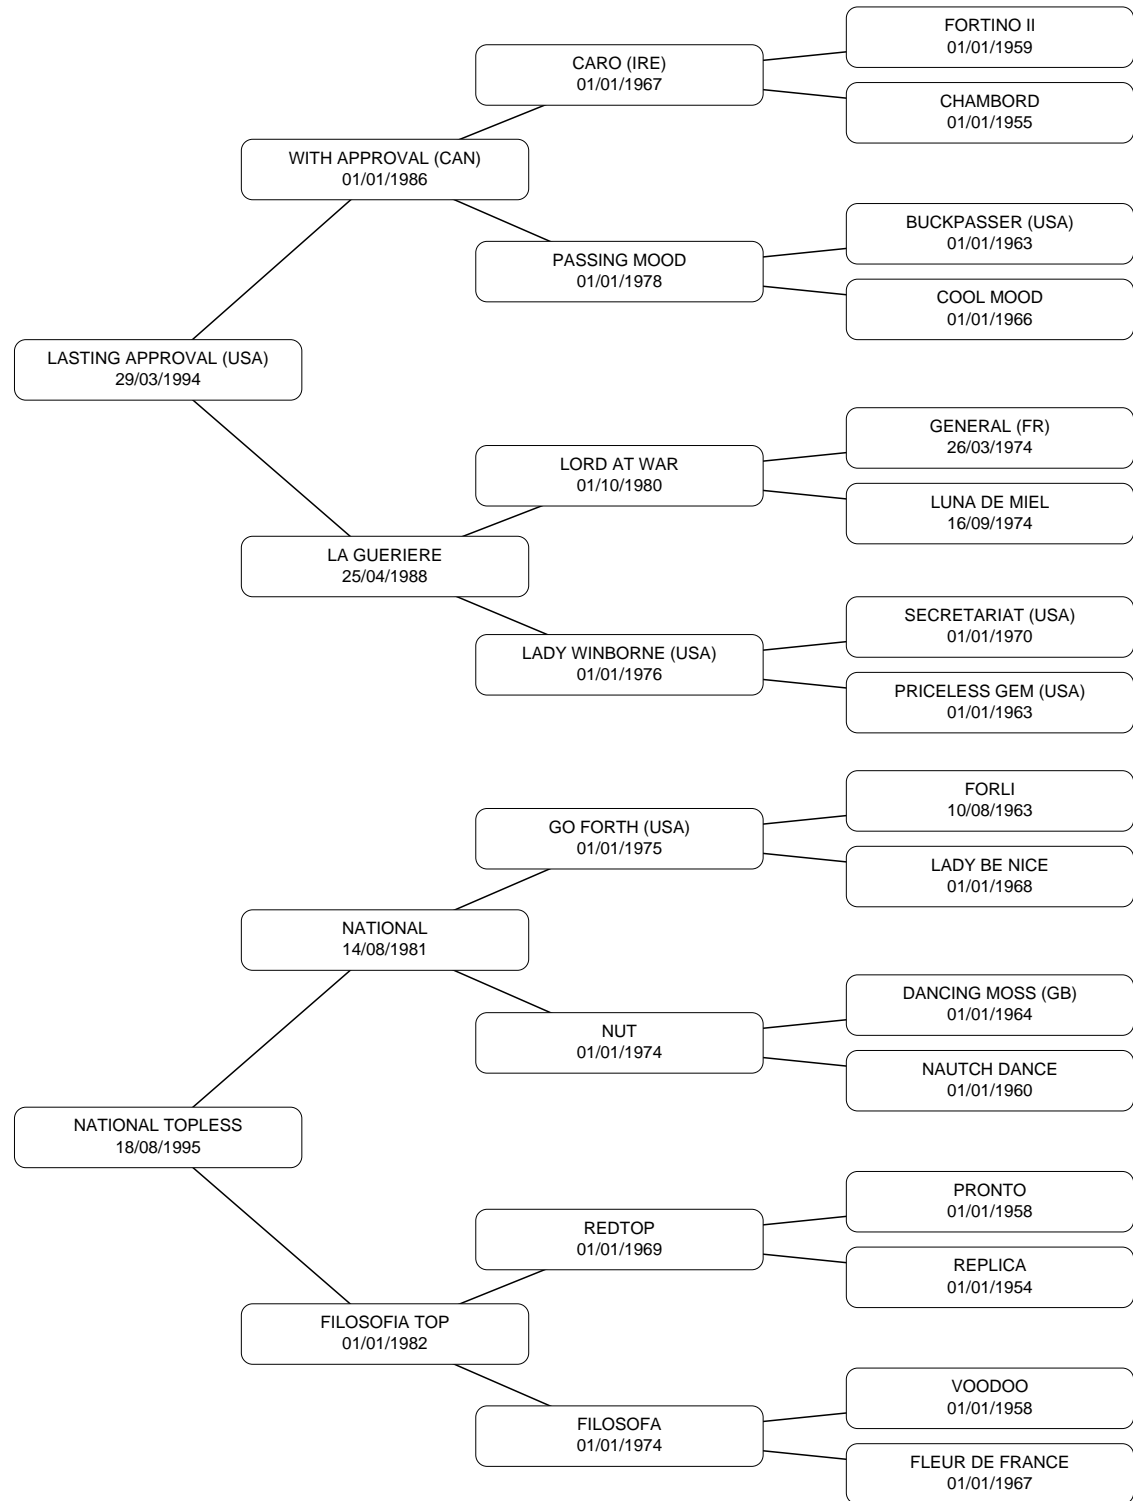 FORTINO II
01/01/1959
CARO (IRE)
01/01/1967
CHAMBORD
01/01/1955
WITH APPROVAL (CAN)
01/01/1986
BUCKPASSER (USA)
01/01/1963
PASSING MOOD
01/01/1978
COOL MOOD
01/01/1966
LASTING APPROVAL (USA)
29/03/1994
GENERAL (FR)
26/03/1974
LORD AT WAR
01/10/1980
LUNA DE MIEL
16/09/1974
LA GUERIERE
25/04/1988
SECRETARIAT (USA)
01/01/1970
LADY WINBORNE (USA)
01/01/1976
PRICELESS GEM (USA)
01/01/1963
FORLI
10/08/1963
GO FORTH (USA)
01/01/1975
LADY BE NICE
01/01/1968
NATIONAL
14/08/1981
DANCING MOSS (GB)
01/01/1964
NUT
01/01/1974
NAUTCH DANCE
01/01/1960
NATIONAL TOPLESS
18/08/1995
PRONTO
01/01/1958
REDTOP
01/01/1969
REPLICA
01/01/1954
FILOSOFIA TOP
01/01/1982
VOODOO
01/01/1958
FILOSOFA
01/01/1974
FLEUR DE FRANCE
01/01/1967